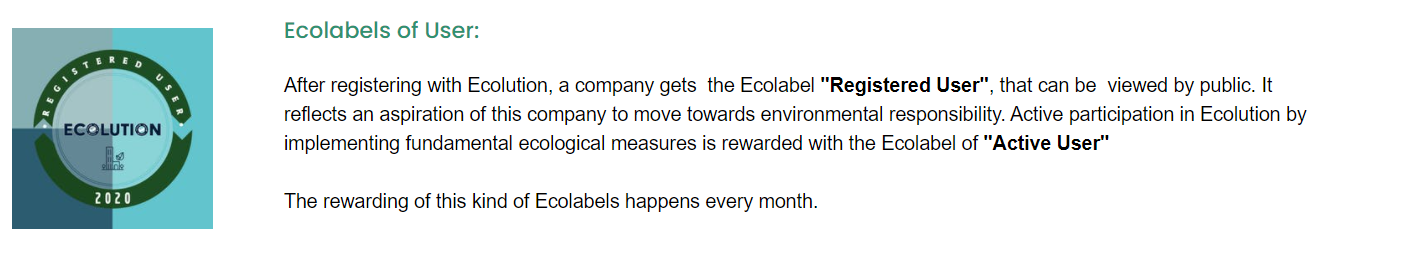 Ecolabels of User:
REGISTERED USER
ECOLUTION
2020
After registering with Ecolution, a company gets  the Ecolabel "Registered User", that can be  viewed by public. It
reflects an aspiration of this company to move towards environmental responsibility. Active participation in Ecolution by
implementing fundamental ecological measures is rewarded with the Ecolabel of "Active User"
The rewarding of this kind of Ecolabels happens every month.